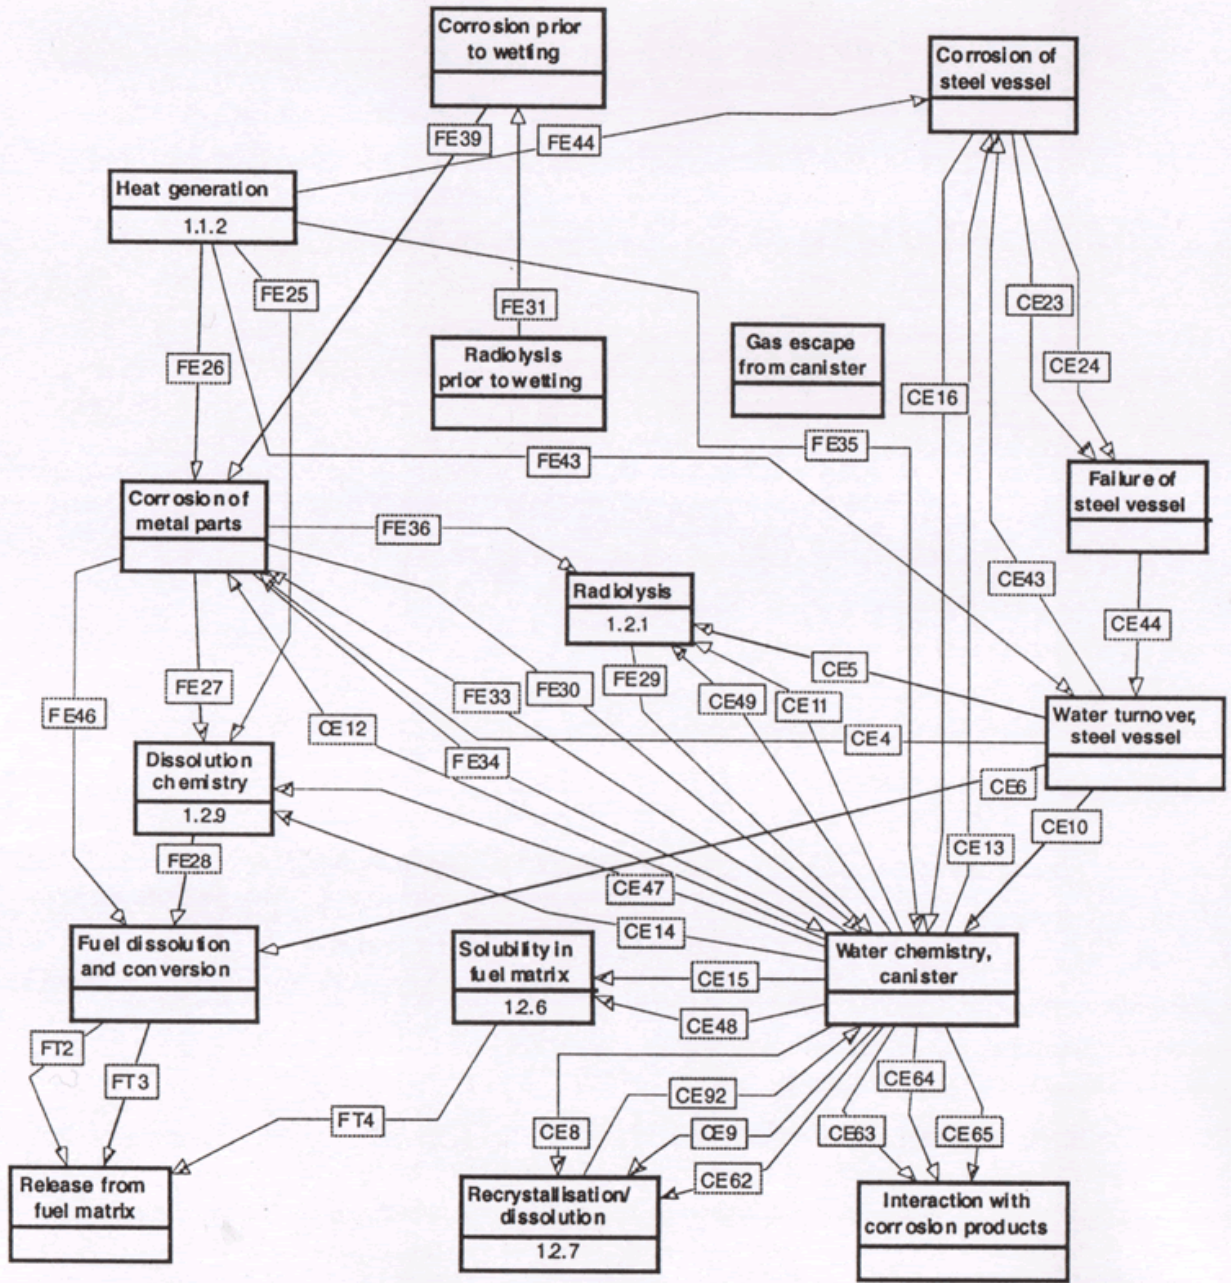 Corrosion prior
to wetting
Corrosion of
steel vessel
FE39
FE44
Heat generation
1.1.2
FE25
FE31
CE23
FE26
Radiolysis
prior to wetting
Gas escape
from canister
CE24
CE16
FE43
FE35
Corrosion of
metal parts
Failure of
steel vessel
FE36
Radiolysis
1.2.1
CE43
CE44
FE27
FE46
CE12
FE33
FE30
FE29
CE49
CE11
CE5
Water turnover,
steel vessel
CE4
FE34
Dissolution
chemistry
1.2.9
CE6
CE10
CE13
FE28
CE47
CE14
Fuel dissolution
and conversion
Solubility in
fuel matrix
1.2.6
Water chemistry,
canister
CE15
CE48
FT2
FT3
FT4
CE64
CE92
CE8
CE9
CE63
CE65
CE62
Release from
fuel matrix
Recrystallisation/
dissolution
1.2.7
Interaction with
corrosion products